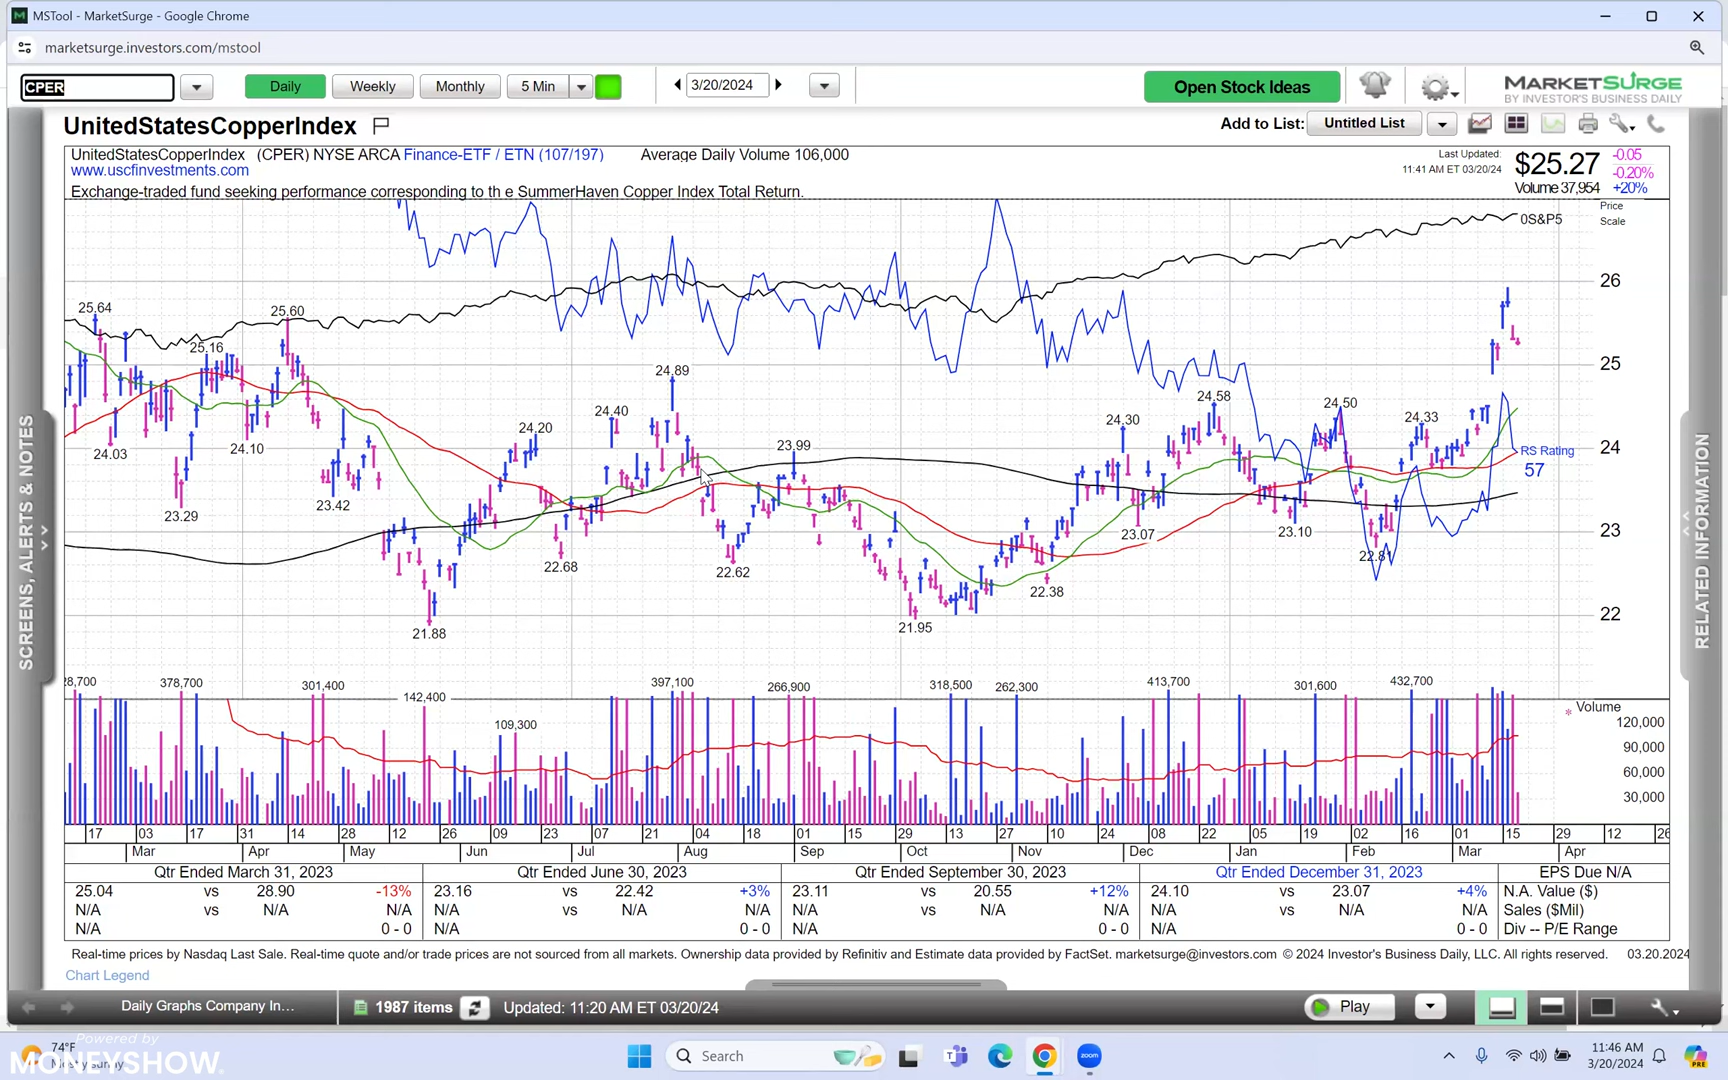 MSTool - MarketSurge - Google Chrome
marketsurge.investors.com/mstool
CPER Daily Weekly Monthly 5 Min 3/20/2024 Open Stock Ideas MARKETSURGE
BY INVESTOR'S BUSINESS DAILY
UnitedStatesCopperIndex Add to List: Untitled List
UnitedStatesCopperIndex (CPER) NYSE ARCA Finance-ETF / ETN (107/197) Average Daily Volume 106,000
www.uscfinvestments.com
Exchange-traded fund seeking performance corresponding to th e SummerHaven Copper Index Total Return.
Last Updated:
11:41 AM ET 03/20/24
$25.27 -0.05
-0.20%
Volume 37,954 +20%
Price
Scale
0S&P5
26
25
24
23
22
25.64
25.60
25.16
24.03
24.10
23.29
23.42
21.88
24.20
22.68
24.40
24.89
22.62
23.99
21.95
22.38
24.30
23.07
24.58
23.10
24.50
22.81
24.33
RS Rating
57
28,700 378,700 301,400 142,400 109,300 397,100 266,900 318,500 262,300 413,700 301,600 432,700
* Volume
120,000
90,000
60,000
30,000
17 03 17 31 14 28 12 26 09 23 07 21 04 18 01 15 29 13 27 10 24 08 22 05 19 02 16 01 15 29 12 26
Mar Apr May Jun Jul Aug Sep Oct Nov Dec Jan Feb Mar Apr
Qtr Ended March 31, 2023 Qtr Ended June 30, 2023 Qtr Ended September 30, 2023 Qtr Ended December 31, 2023 EPS Due N/A
25.04 vs 28.90 -13% 23.16 vs 22.42 +3% 23.11 vs 20.55 +12% 24.10 vs 23.07 +4% N.A. Value ($)
N/A vs N/A N/A N/A vs N/A N/A N/A vs N/A N/A N/A vs N/A N/A Sales ($Mil)
N/A 0 - 0 N/A 0 - 0 N/A 0 - 0 N/A 0 - 0 Div -- P/E Range
Real-time prices by Nasdaq Last Sale. Real-time quote and/or trade prices are not sourced from all markets. Ownership data provided by Refinitiv and Estimate data provided by FactSet. marketsurge@investors.com © 2024 Investor's Business Daily, LLC. All rights reserved. 03.20.2024
Chart Legend
SCREENS, ALERTS & NOTES
RELATED INFORMATION
Daily Graphs Company In... 1987 items Updated: 11:20 AM ET 03/20/24 Play
Powered by
MONEYSHOW.
74°F
Mostly sunny
Search
zoom
11:46 AM
3/20/2024
PRE